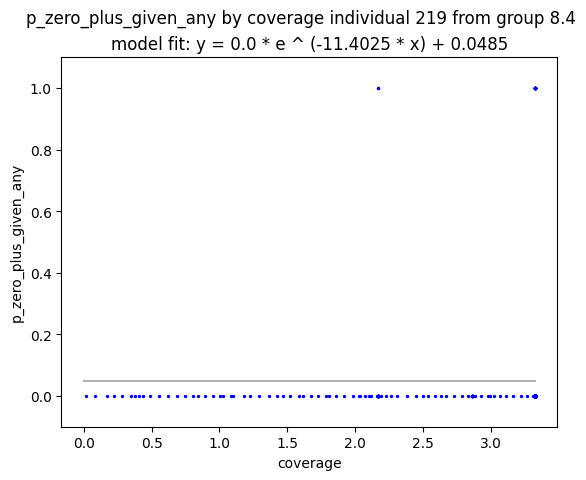 p_zero_plus_given_any by coverage individual 219 from group 8.4
model fit: y = 0.0 * e ^ (-11.4025 * x) + 0.0485
1.0
0.8
0.6
0.4
0.2
0.0
p_zero_plus_given_any
0.0 0.5 1.0 1.5 2.0 2.5 3.0
coverage